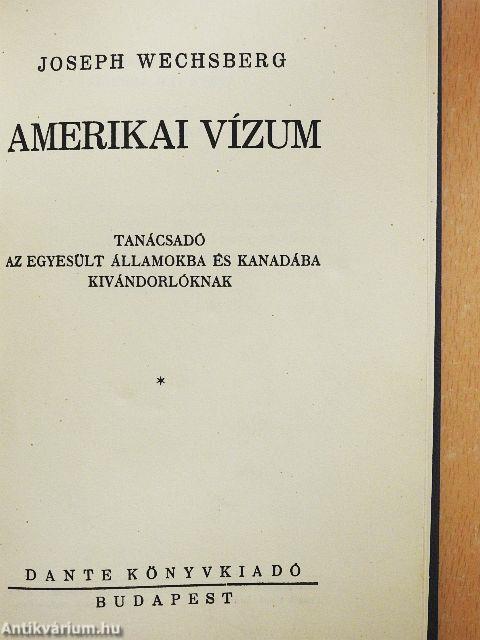 JOSEPH WECHSBERG
AMERIKAI VÍZUM
TANÁCSADÓ
AZ EGYESÜLT ÁLLAMOKBA ÉS KANADÁBA
KIVÁNDORLÓKNAK
*
DANTE KÖNYVKIADÓ
BUDAPEST
Antikvárium.hu